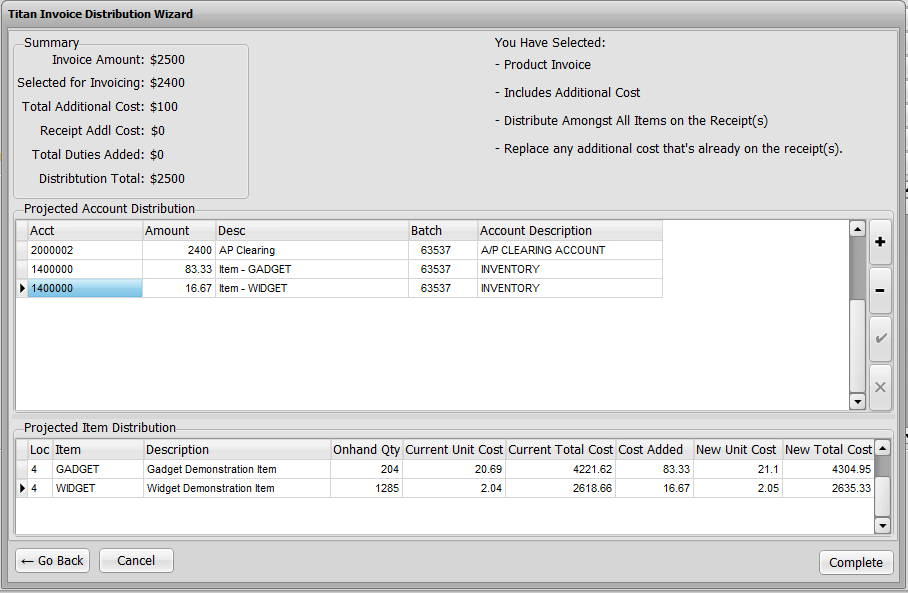 Titan Invoice Distribution Wizard
Summary
Invoice Amount: $2500
Selected for Invoicing: $2400
Total Additional Cost: $100
Receipt Addl Cost: $0
Total Duties Added: $0
Distribtution Total: $2500
You Have Selected:
- Product Invoice
- Includes Additional Cost
- Distribute Amongst All Items on the Receipt(s)
- Replace any additional cost that's already on the receipt(s).
Projected Account Distribution
Acct Amount Desc Batch Account Description
2000002 2400 AP Clearing 63537 A/P CLEARING ACCOUNT
1400000 83.33 Item - GADGET 63537 INVENTORY
1400000 16.67 Item - WIDGET 63537 INVENTORY
Projected Item Distribution
Loc Item Description Onhand Qty Current Unit Cost Current Total Cost Cost Added New Unit Cost New Total Cost
4 GADGET Gadget Demonstration Item 204 20.69 4221.62 83.33 21.1 4304.95
4 WIDGET Widget Demonstration Item 1285 2.04 2618.66 16.67 2.05 2635.33
← Go Back Cancel Complete